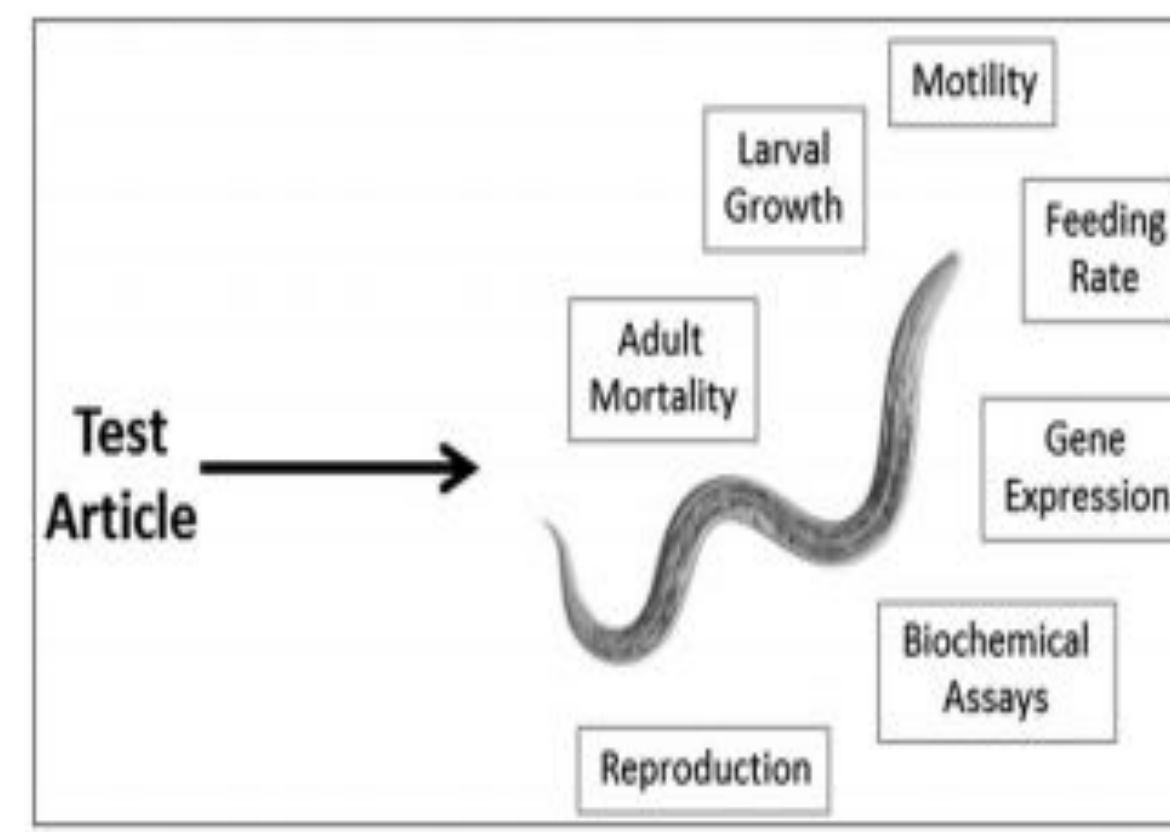 Motility
Larval
Growth
Feeding
Rate
Adult
Mortality
Test
Article
Gene
Expression
Biochemical
Assays
Reproduction